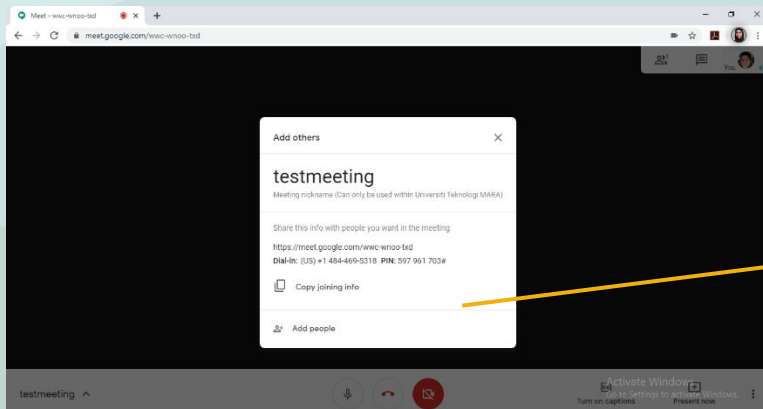 Meet - wwc-wnoo-txd
meet.google.com/wwc-wnoo-txd
You
Add others
testmeeting
Meeting nickname (Can only be used within Universiti Teknologi MARA)
Share this info with people you want in the meeting
https://meet.google.com/wwc-wnoo-txd
Dial-in: (US) +1 484-469-5318 PIN: 597 961 703#
Copy joining info
Add people
testmeeting
Turn on captions
Present now
Activate Windows
Go to Settings to activate Windows.